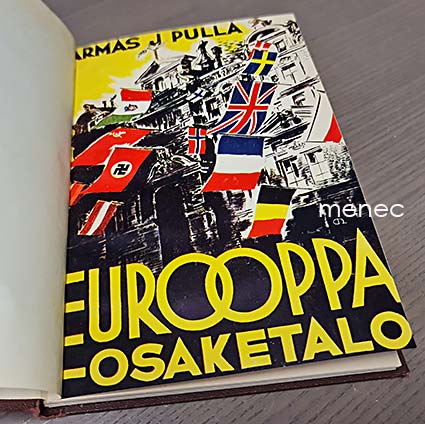 ARMAS J PULLA
menec
EUROOPPA
-OSAKETALO